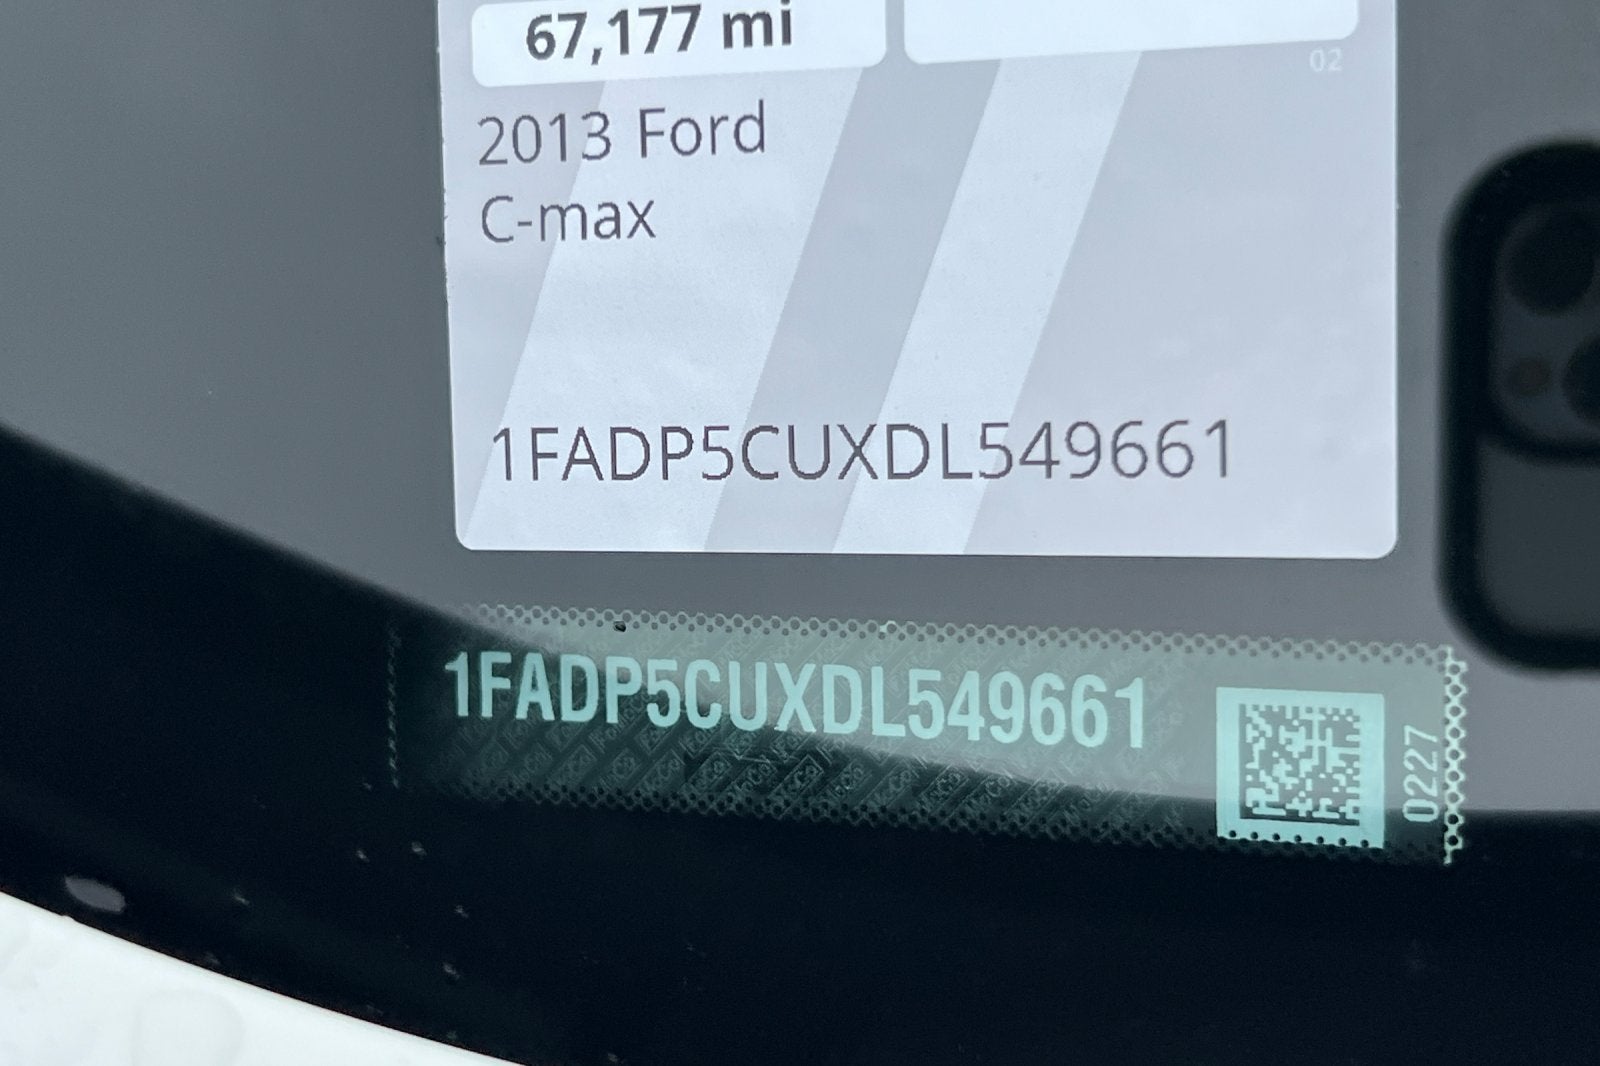 67,177 mi
02
2013 Ford
C-max
1FADP5CUXDL549661
1FADP5CUXDL549661
0227